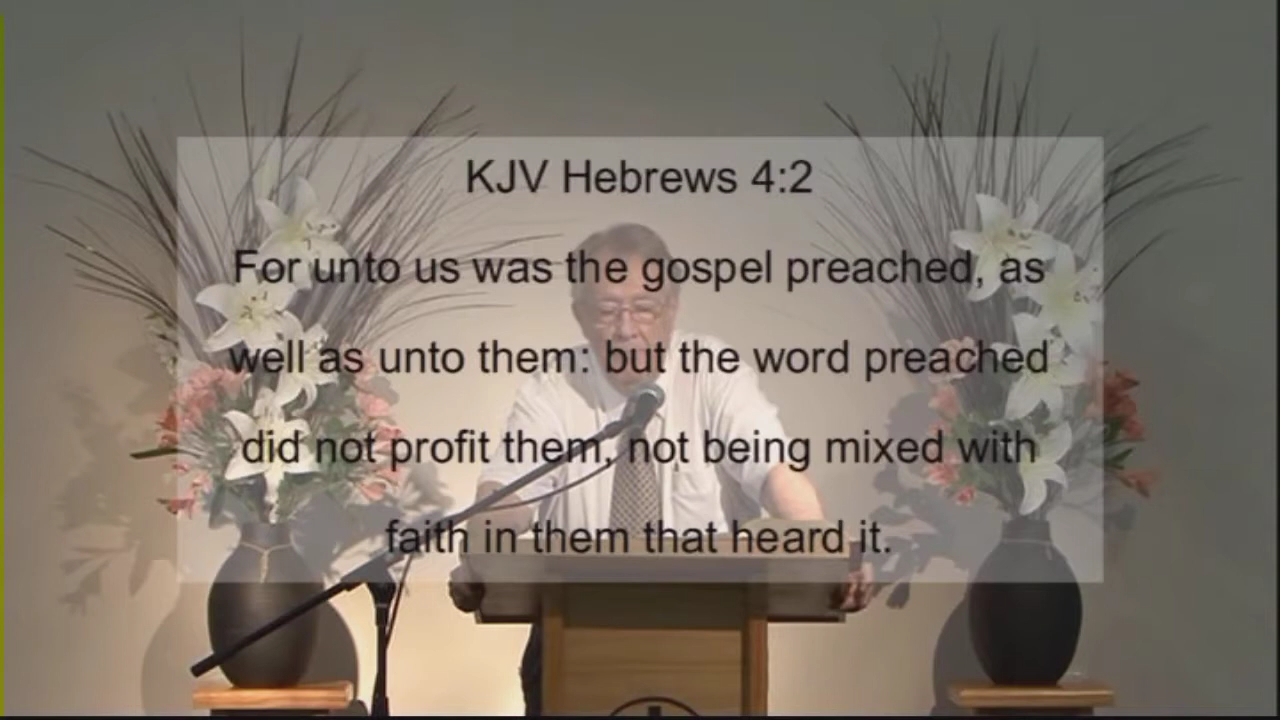 KJV Hebrews 4:2
For unto us was the gospel preached, as
well as unto them: but the word preached
did not profit them, not being mixed with
faith in them that heard it.